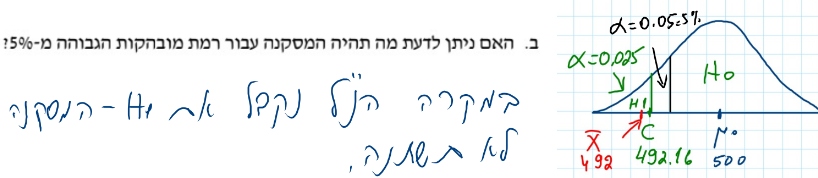 ב. האם ניתן לדעת מה תהיה המסקנה עבור רמת מובהקות הגבוהה מ-5%?
במקרה הנ"ל נקבל את H1 - המסקנה
לא תשתנה.
α=0.05=5%
α=0.025
H0
H1
C
μ0
X̄
492
492.16
500